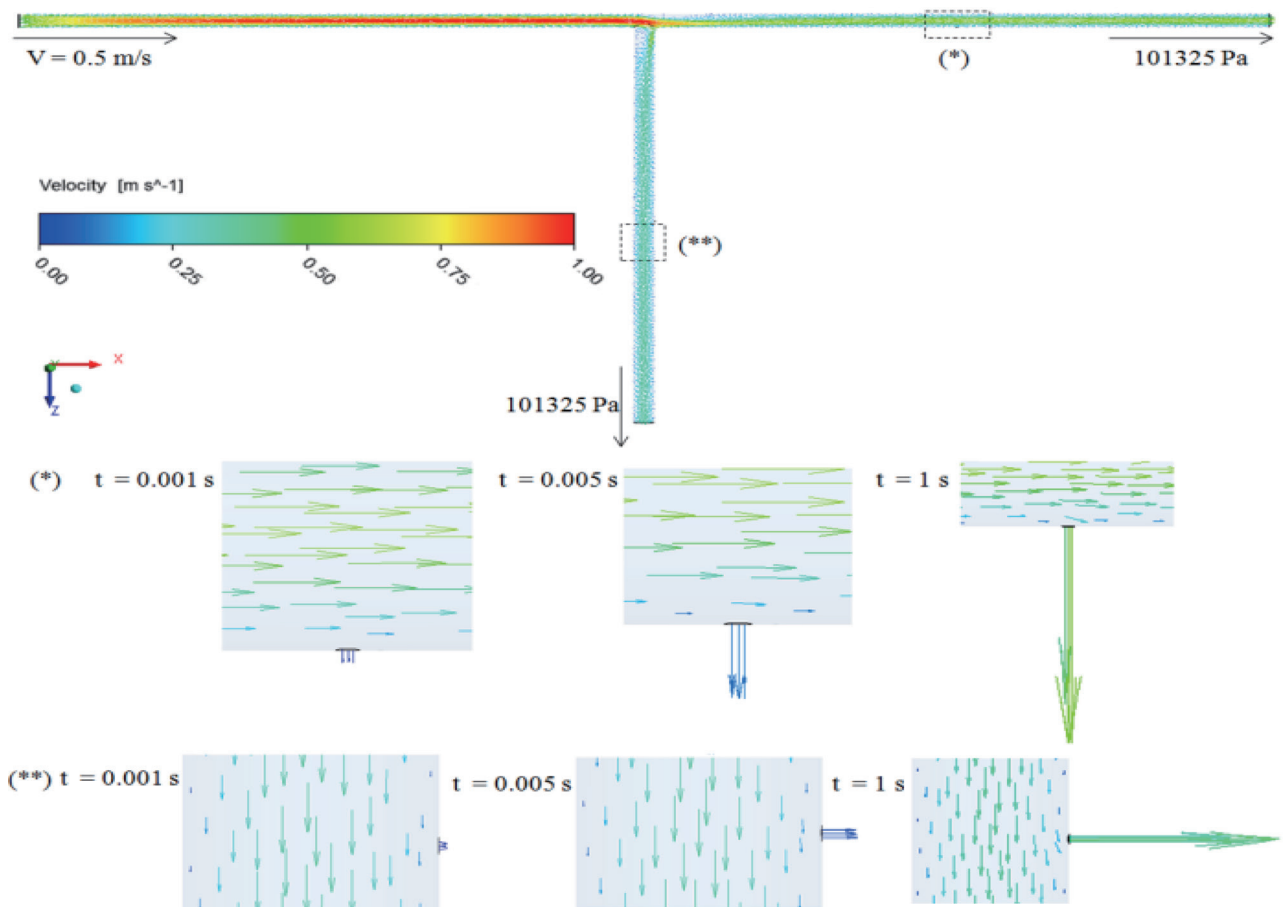 V = 0.5 m/s
(*)
101325 Pa
Velocity [m s^-1]
0.00
0.25
0.50
0.75
1.00
(**)
X
Y
Z
101325 Pa
(*) t = 0.001 s t = 0.005 s t = 1 s
(**) t = 0.001 s t = 0.005 s t = 1 s